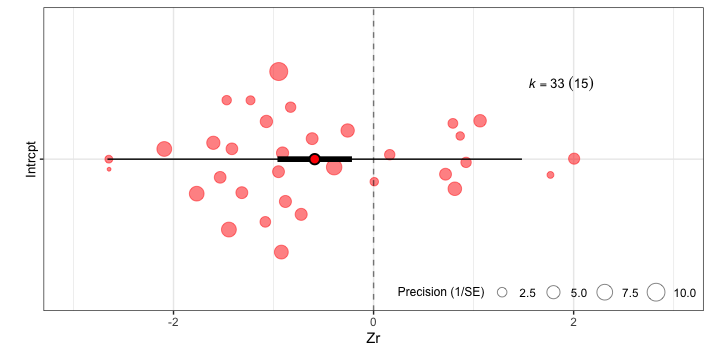 k = 33 (15)
Intrcpt
Precision (1/SE) 2.5 5.0 7.5 10.0
-2 0 2
Zr